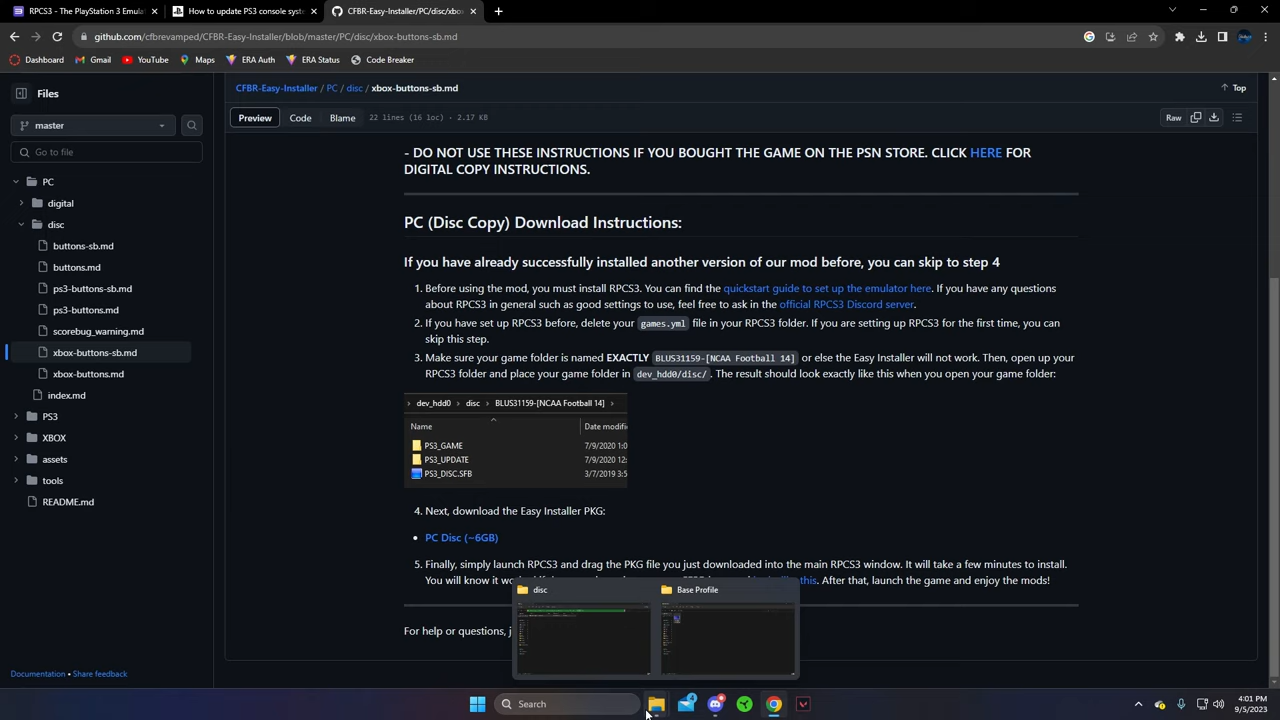 RPCS3 - The PlayStation 3 Emula
How to update PS3 console syste
CFBR-Easy-Installer/PC/disc/xbox
github.com/cfbrevamped/CFBR-Easy-Installer/blob/master/PC/disc/xbox-buttons-sb.md
Dashboard
Gmail
YouTube
Maps
ERA Auth
ERA Status
Code Breaker
Files
CFBR-Easy-Installer / PC / disc / xbox-buttons-sb.md
Top
master
Preview
Code
Blame
22 lines (16 loc) · 2.17 KB
Raw
Go to file
PC
digital
disc
buttons-sb.md
buttons.md
ps3-buttons-sb.md
ps3-buttons.md
scorebug_warning.md
xbox-buttons-sb.md
xbox-buttons.md
index.md
PS3
XBOX
assets
tools
README.md
Documentation • Share feedback
- DO NOT USE THESE INSTRUCTIONS IF YOU BOUGHT THE GAME ON THE PSN STORE. CLICK HERE FOR
DIGITAL COPY INSTRUCTIONS.
PC (Disc Copy) Download Instructions:
If you have already successfully installed another version of our mod before, you can skip to step 4
1. Before using the mod, you must install RPCS3. You can find the quickstart guide to set up the emulator here. If you have any questions
about RPCS3 in general such as good settings to use, feel free to ask in the official RPCS3 Discord server.
2. If you have set up RPCS3 before, delete your games.yml file in your RPCS3 folder. If you are setting up RPCS3 for the first time, you can
skip this step.
3. Make sure your game folder is named EXACTLY BLUS31159-[NCAA Football 14] or else the Easy Installer will not work. Then, open up your
RPCS3 folder and place your game folder in dev_hdd0/disc/. The result should look exactly like this when you open your game folder:
dev_hdd0 > disc > BLUS31159-[NCAA Football 14] >
Name
Date modifi
PS3_GAME
7/9/2020 1:0
PS3_UPDATE
7/9/2020 12:
PS3_DISC.SFB
3/7/2019 3:5
4. Next, download the Easy Installer PKG:
PC Disc (~6GB)
5. Finally, simply launch RPCS3 and drag the PKG file you just downloaded into the main RPCS3 window. It will take a few minutes to install.
You will know it
this. After that, launch the game and enjoy the mods!
disc
Base Profile
For help or questions, j
Search
4
4:01 PM
9/5/2023